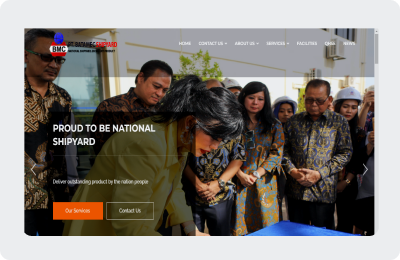 BMC
SHIPYARD
HOME CONTACT US ABOUT US SERVICES FACILITIES NEWS
PROUD TO BE NATIONAL
SHIPYARD
Deliver outstanding product by the nation people
Our Services Contact Us